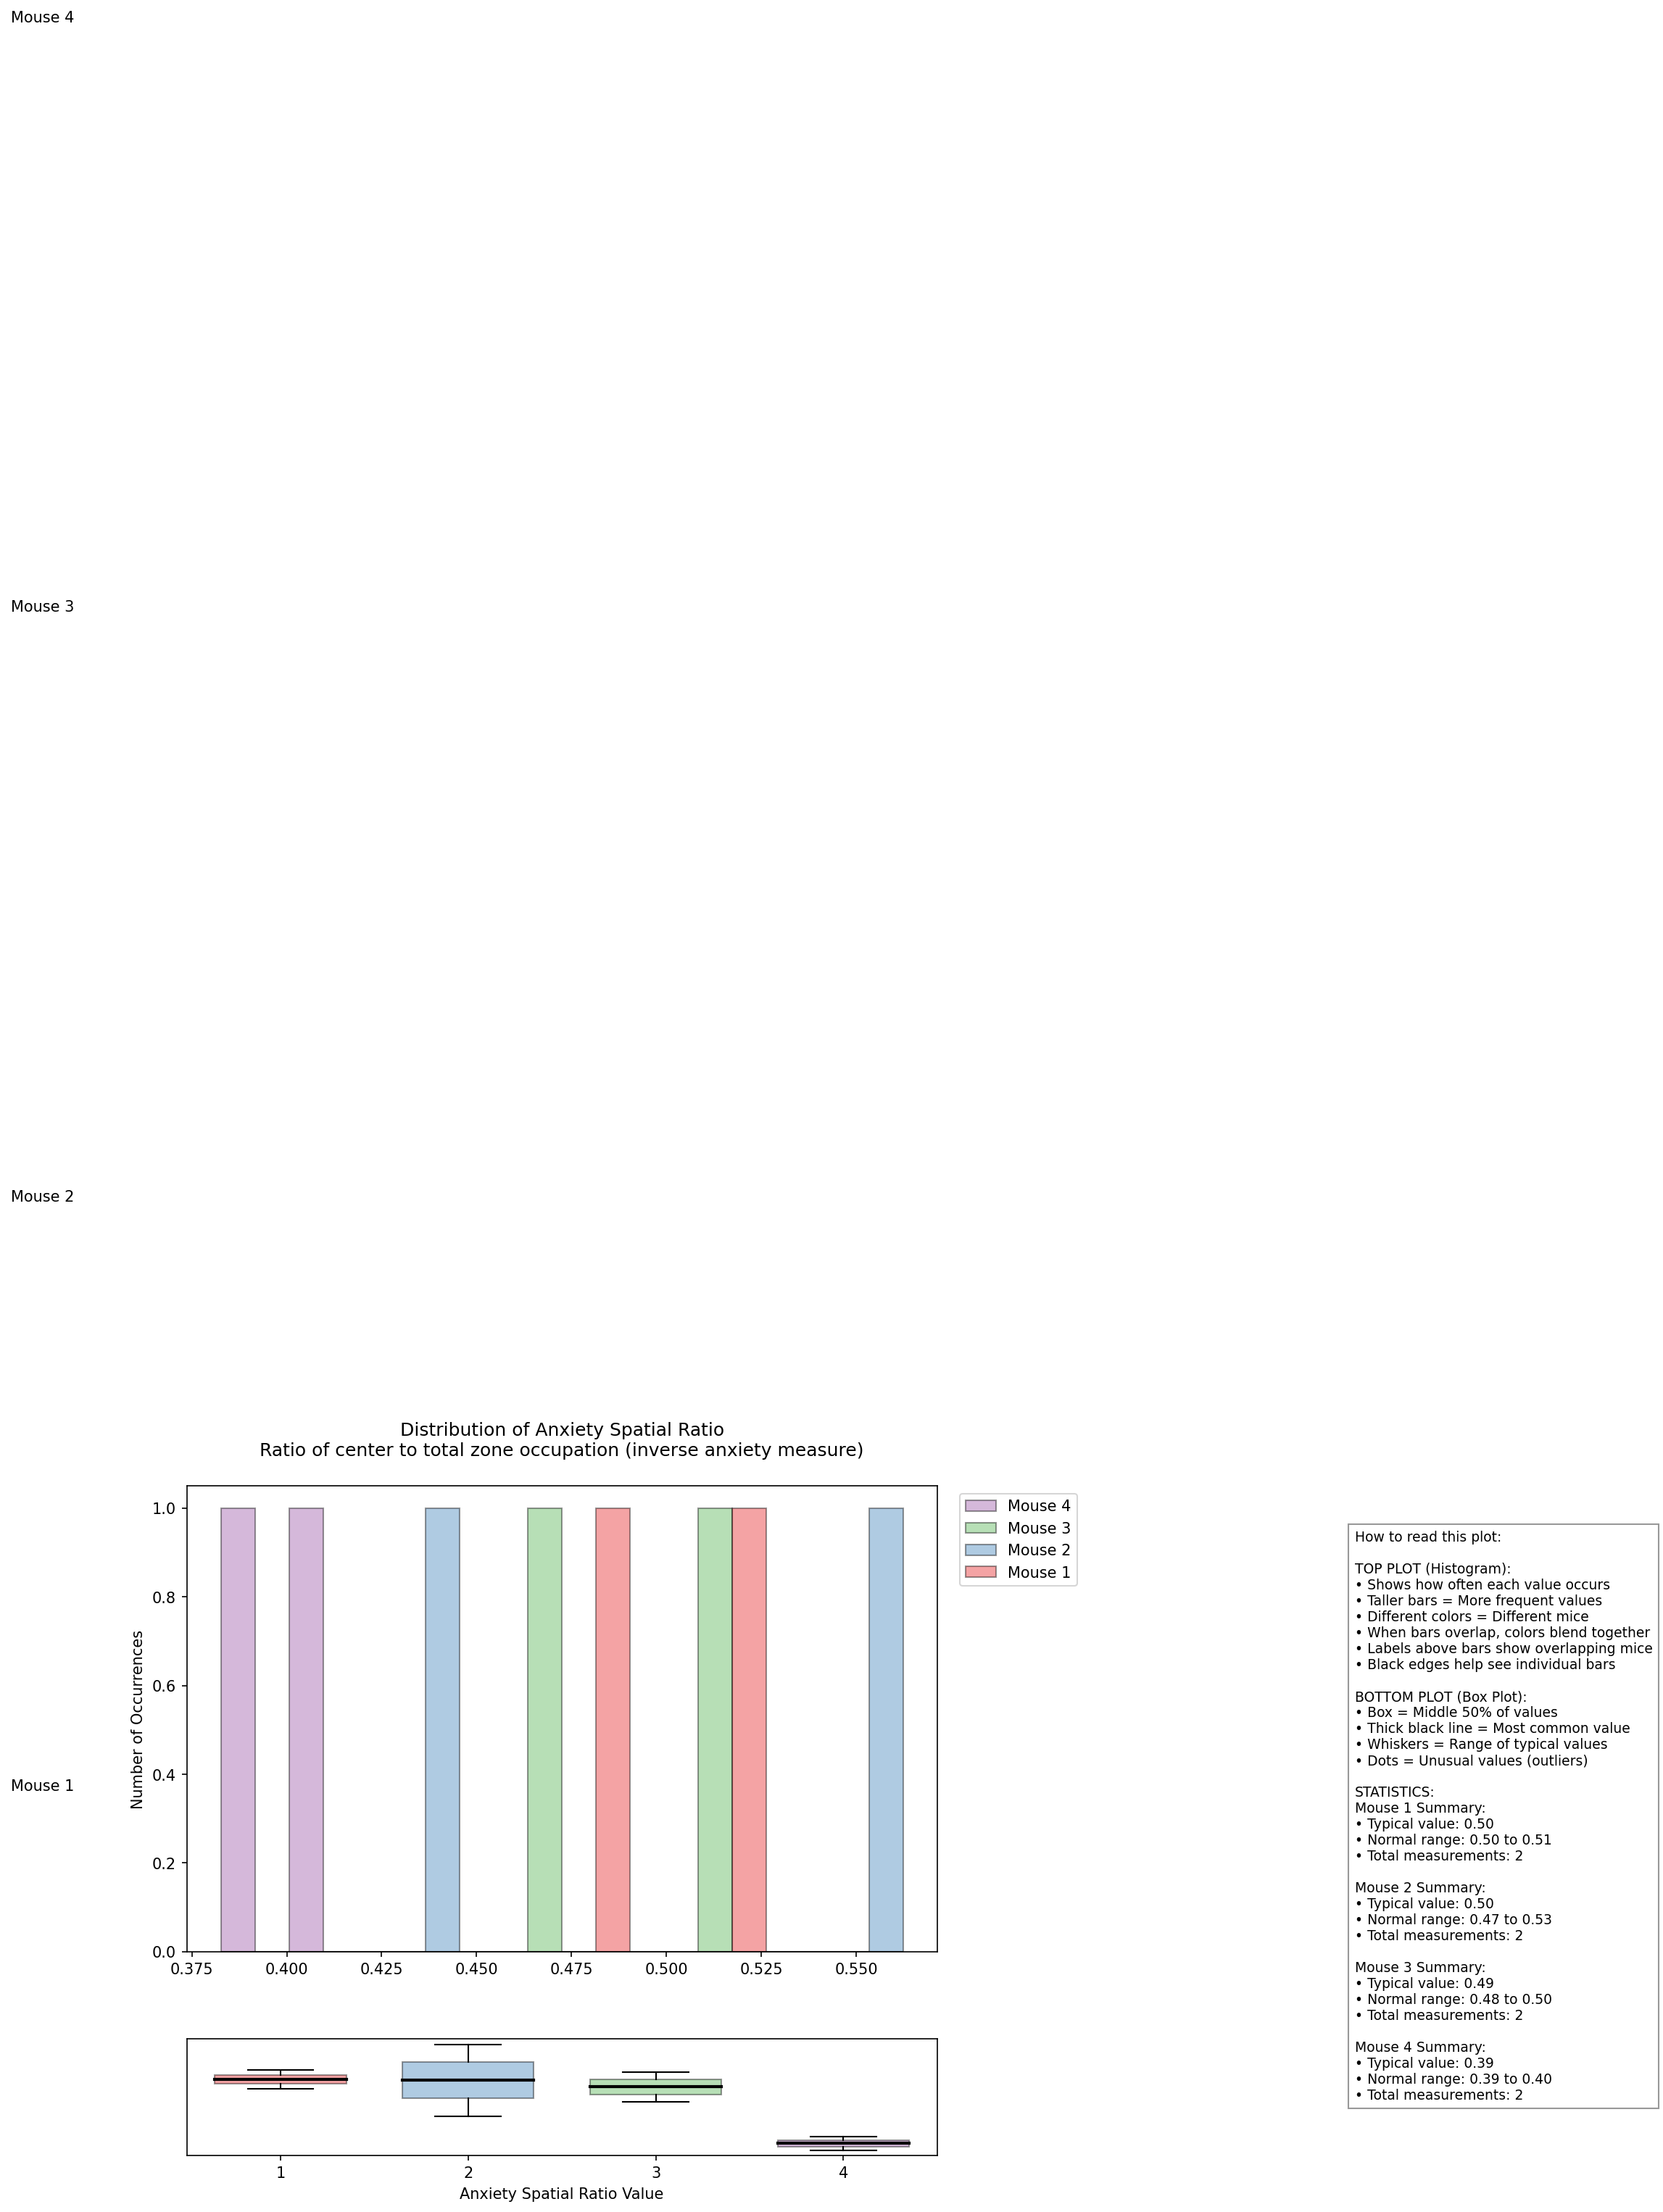 Mouse 4
Mouse 3
Mouse 2
Distribution of Anxiety Spatial Ratio
Ratio of center to total zone occupation (inverse anxiety measure)
Mouse 1
Number of Occurrences
1.0
0.8
0.6
0.4
0.2
0.0
0.375 0.400 0.425 0.450 0.475 0.500 0.525 0.550
Mouse 4
Mouse 3
Mouse 2
Mouse 1
1 2 3 4
Anxiety Spatial Ratio Value
How to read this plot:
TOP PLOT (Histogram):
• Shows how often each value occurs
• Taller bars = More frequent values
• Different colors = Different mice
• When bars overlap, colors blend together
• Labels above bars show overlapping mice
• Black edges help see individual bars
BOTTOM PLOT (Box Plot):
• Box = Middle 50% of values
• Thick black line = Most common value
• Whiskers = Range of typical values
• Dots = Unusual values (outliers)
STATISTICS:
Mouse 1 Summary:
• Typical value: 0.50
• Normal range: 0.50 to 0.51
• Total measurements: 2
Mouse 2 Summary:
• Typical value: 0.50
• Normal range: 0.47 to 0.53
• Total measurements: 2
Mouse 3 Summary:
• Typical value: 0.49
• Normal range: 0.48 to 0.50
• Total measurements: 2
Mouse 4 Summary:
• Typical value: 0.39
• Normal range: 0.39 to 0.40
• Total measurements: 2